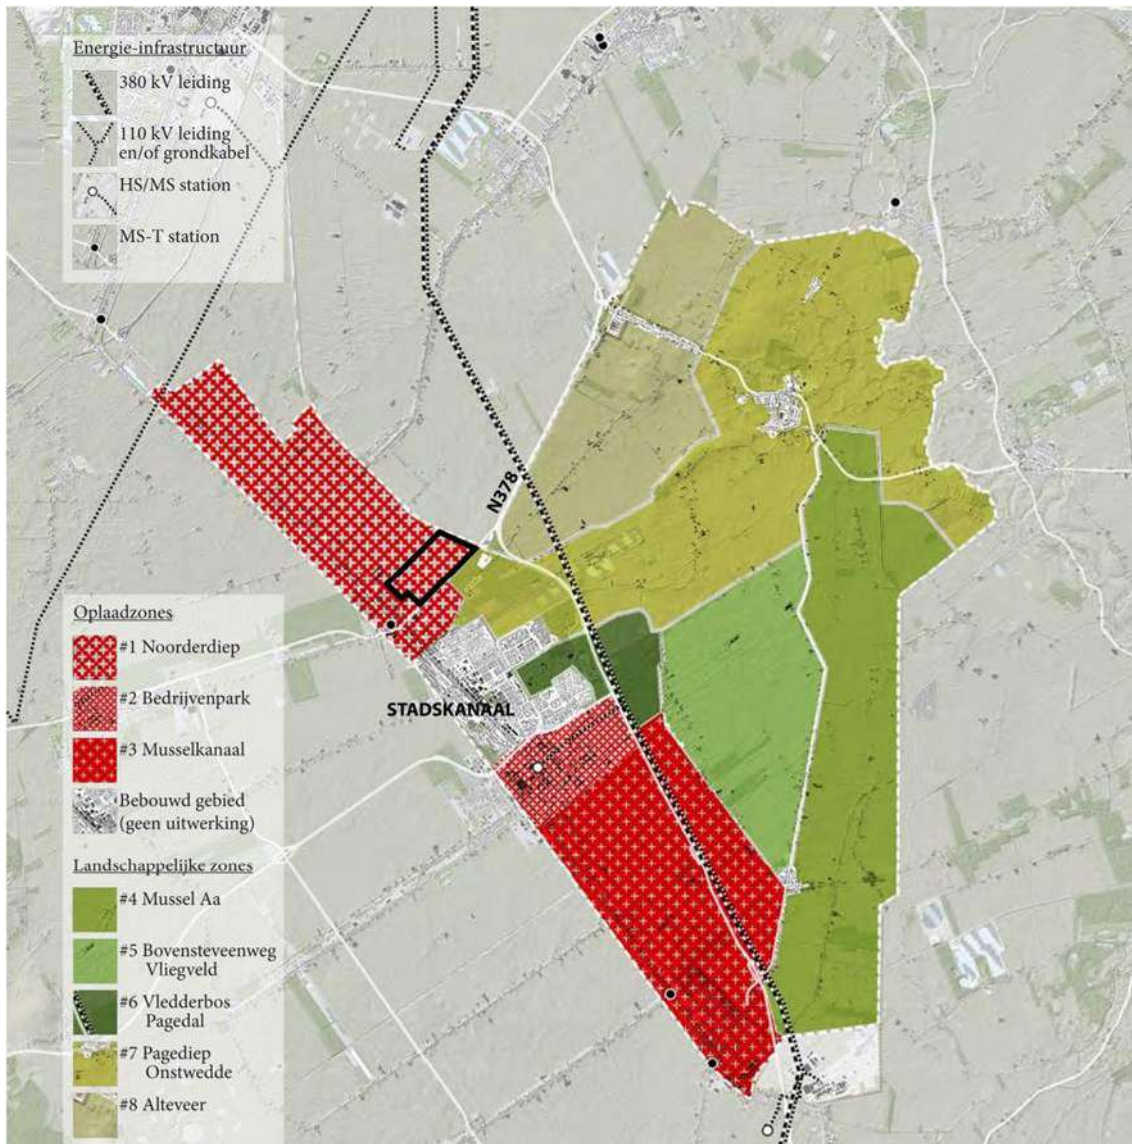 Energie-infrastructuur
380 kV leiding
110 kV leiding
en/of grondkabel
HS/MS station
MS-T station
N378
Oplaadzones
#1 Noorderdiep
#2 Bedrijvenpark
#3 Musselkanaal
Bebouwd gebied
(geen uitwerking)
STADSKANAAL
Landschappelijke zones
#4 Mussel Aa
#5 Bovensteveenweg
Vliegveld
#6 Vledderbos
Pagedal
#7 Pagediep
Onstwedde
#8 Alteveer